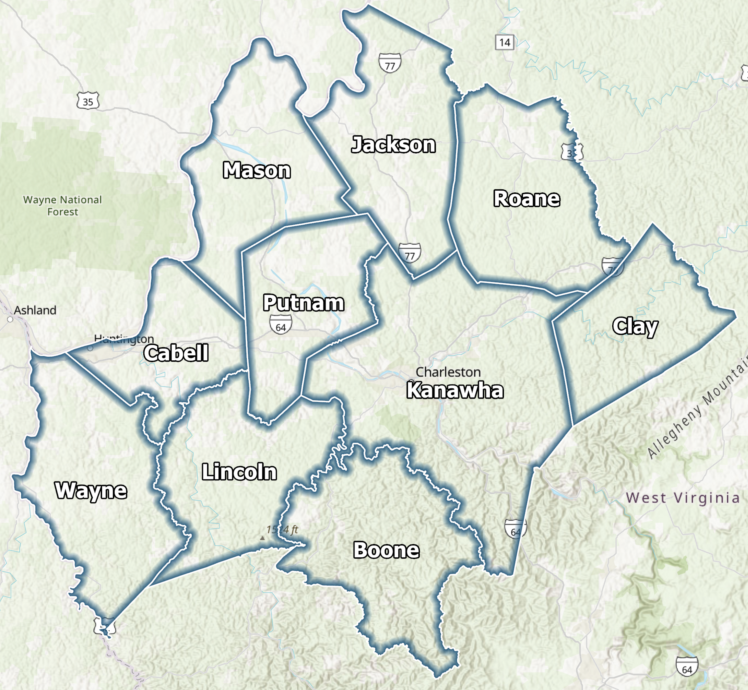 14
77
35
Jackson
33
Mason
Wayne National
Forest
Roane
77
Putnam
Ashland
64
Clay
Huntington
Cabell
Charleston
Kanawha
Allegheny Mountain
Lincoln
Wayne
West Virginia
64
Boone
64